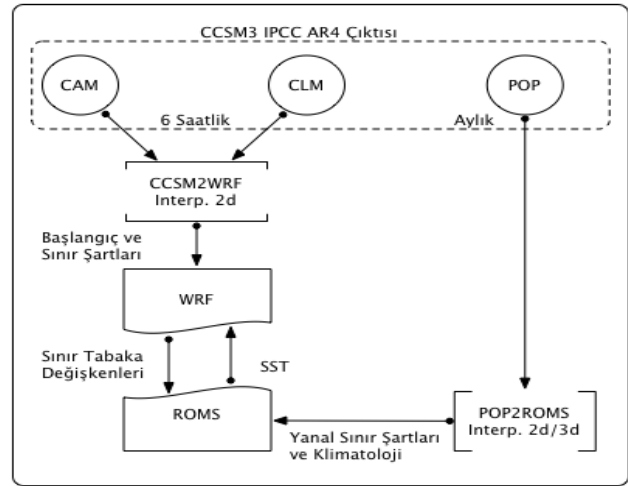 CCSM3 IPCC AR4 Çıktısı
CAM
CLM
POP
6 Saatlik
Aylık
CCSM2WRF
Interp. 2d
Başlangıç ve
Sınır Şartları
WRF
Sınır Tabaka
Değişkenleri
SST
ROMS
POP2ROMS
Interp. 2d/3d
Yanal Sınır Şartları
ve Klimatoloji